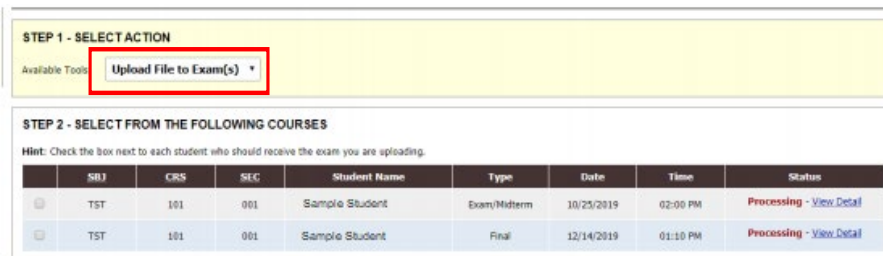 STEP 1 - SELECT ACTION
Available Tools Upload File to Exam(s)
STEP 2 - SELECT FROM THE FOLLOWING COURSES
Hint: Check the box next to each student who should receive the exam you are uploading.
SBJ CRS SEC Student Name Type Date Time Status
TST 101 001 Sample Student Exam/Midterm 10/25/2019 02:00 PM Processing - View Detail
TST 101 001 Sample Student Final 12/14/2019 01:10 PM Processing - View Detail